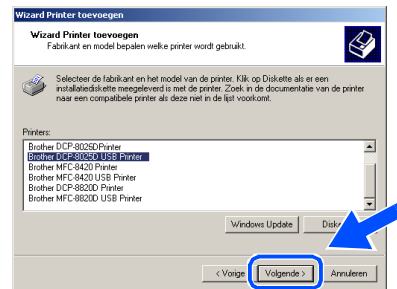 Wizard Printer toevoegen
Wizard Printer toevoegen
Fabrikant en model bepalen welke printer wordt gebruikt.
Selecteer de fabrikant en het model van de printer. Klik op Diskette als er een
installatiediskette meegeleverd is met de printer. Zoek in de documentatie van de printer
naar een compatibele printer als deze niet in de lijst voorkomt.
Printers:
Brother DCP-8025DPrinter
Brother DCP-8025D USB Printer
Brother MFC-8420 Printer
Brother MFC-8420 USB Printer
Brother DCP-8820D Printer
Brother MFC-8820D USB Printer
Windows Update
< Vorige Volgende > Annuleren